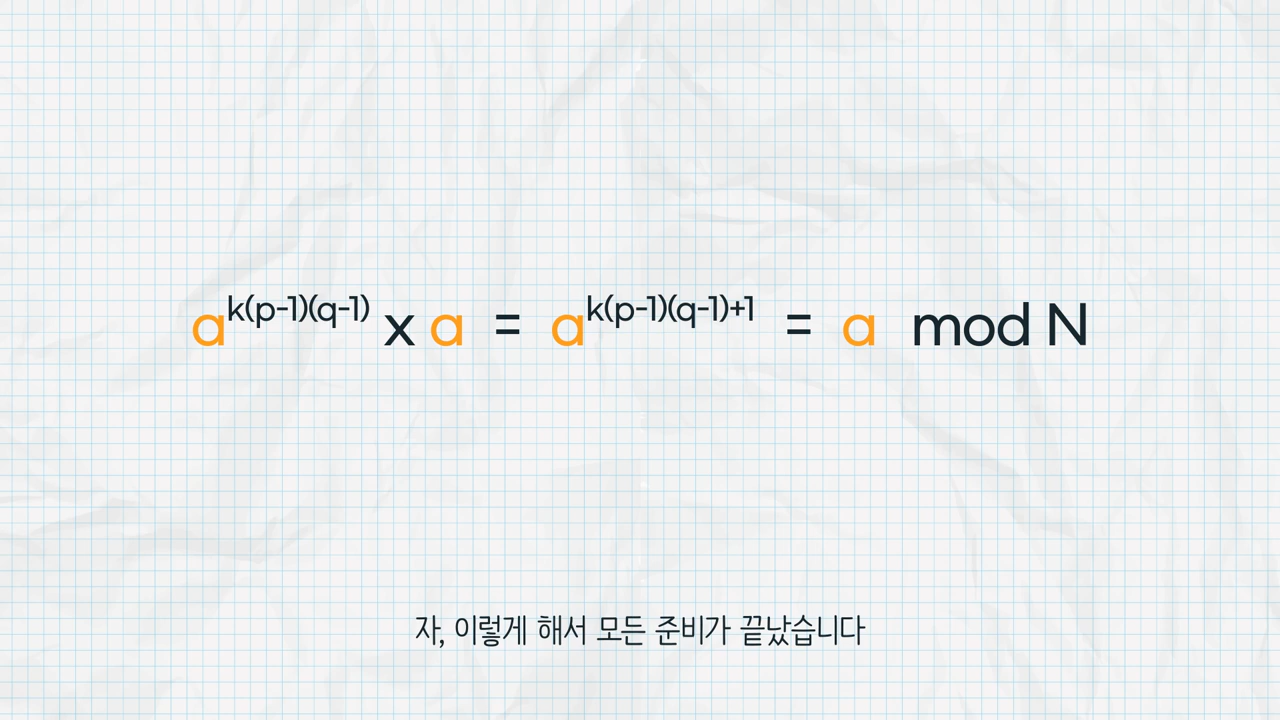 a^k(p-1)(q-1) x a = a^k(p-1)(q-1)+1 = a mod N
자, 이렇게 해서 모든 준비가 끝났습니다